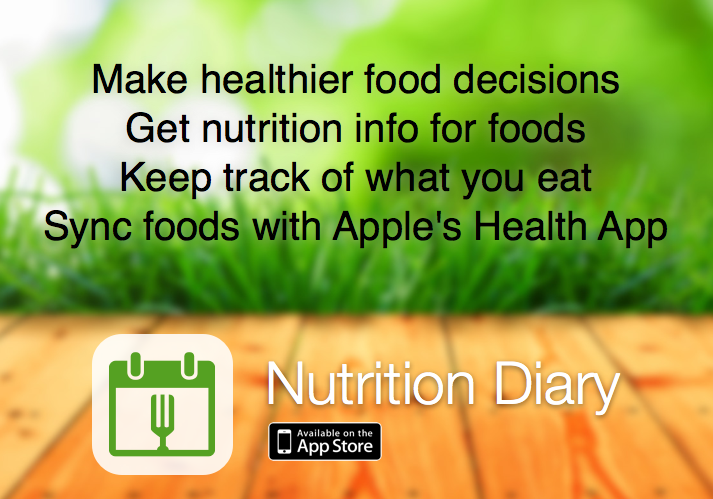 Make healthier food decisions
Get nutrition info for foods
Keep track of what you eat
Sync foods with Apple's Health App
Nutrition Diary
Available on the
App Store